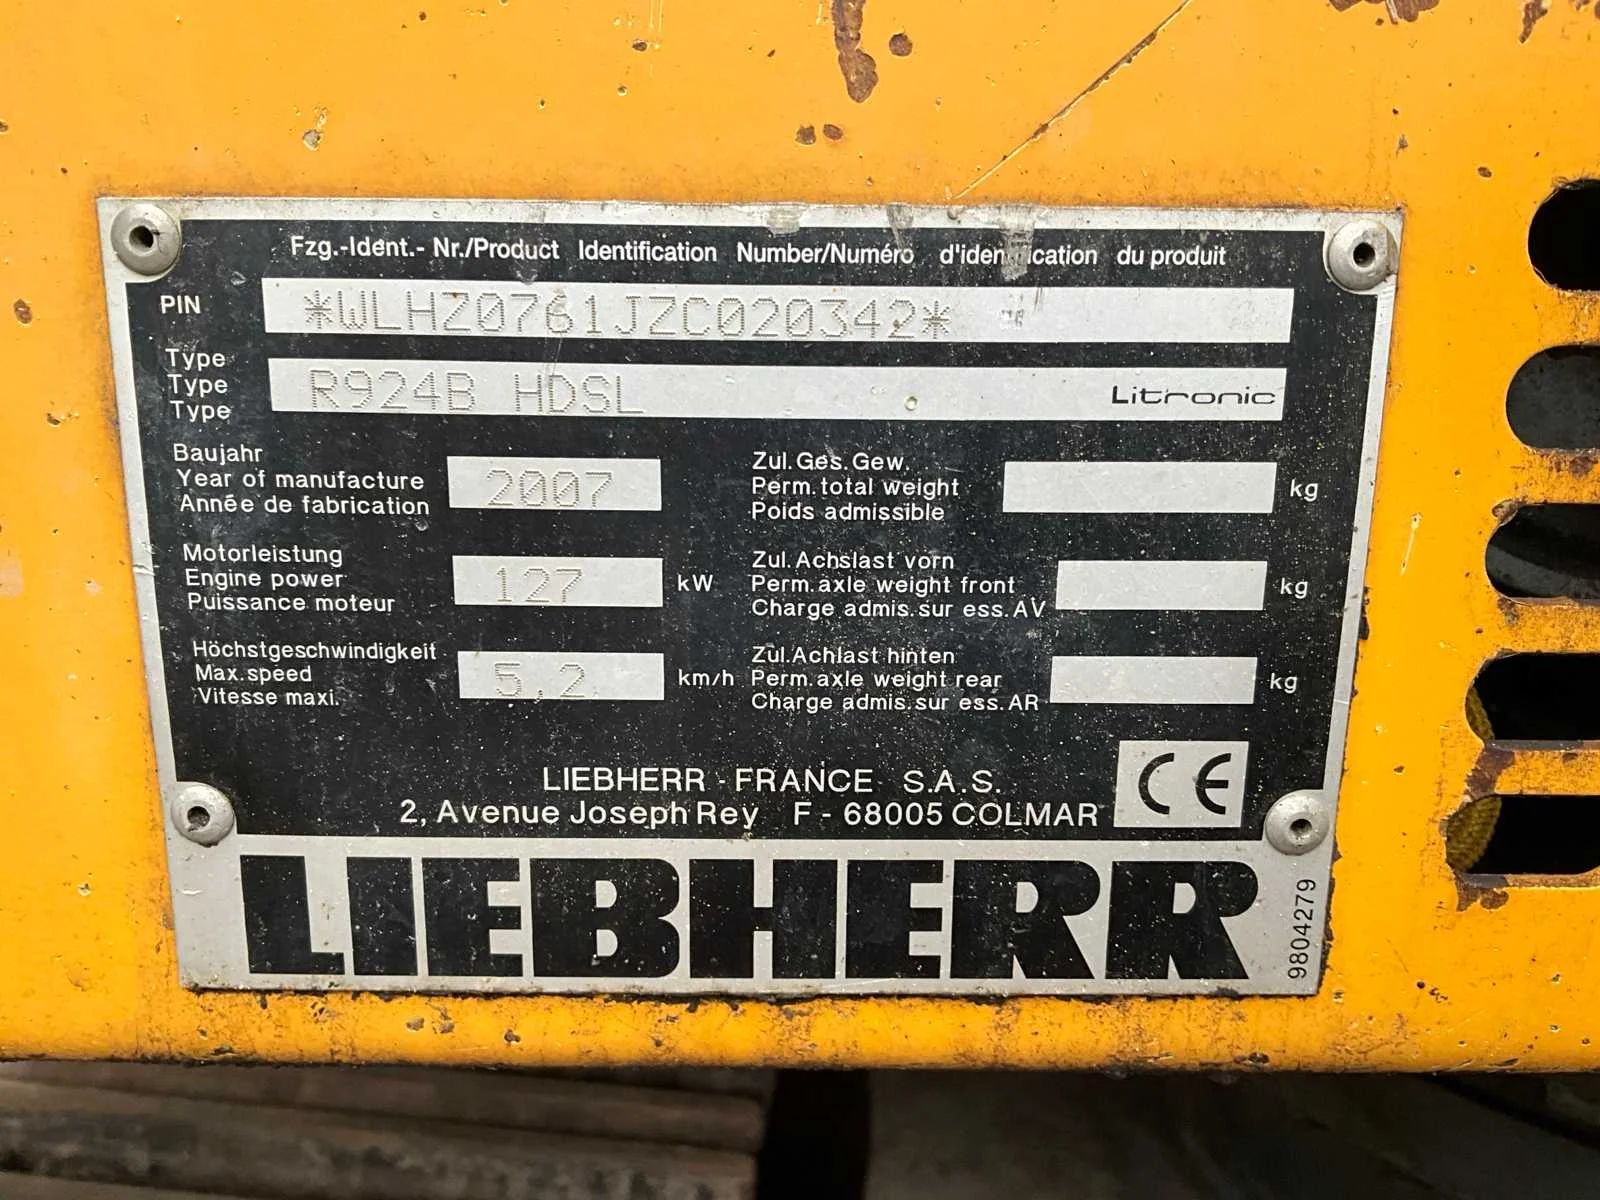 Fzg.-Ident.- Nr./Product Identification Number/Numéro d'identification du produit
PIN *WLHZ0761JZC020342*
Type
Type
Type
R924B HDSL Litronic
Baujahr
Year of manufacture
Année de fabrication
2007
Zul. Ges. Gew.
Perm. total weight
Poids admissible
kg
Motorleistung
Engine power
Puissance moteur
127 kW
Zul. Achslast vorn
Perm. axle weight front
Charge admis. sur ess. AV
kg
Höchstgeschwindigkeit
Max. speed
Vitesse maxi.
5,2 km/h
Zul. Achlast hinten
Perm. axle weight rear
Charge admis. sur ess. AR
kg
LIEBHERR - FRANCE S.A.S.
2, Avenue Joseph Rey F - 68005 COLMAR
CE
LIEBHERR
9804279